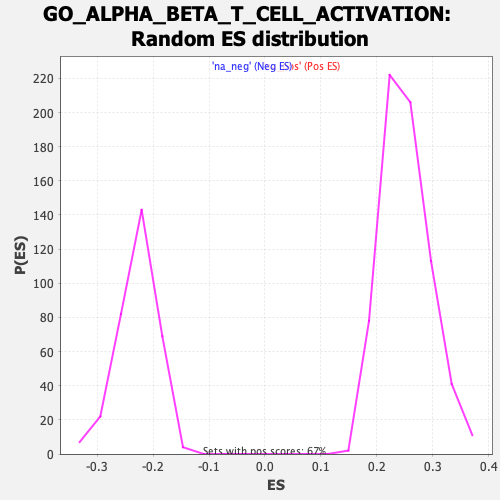 GO_ALPHA_BETA_T_CELL_ACTIVATION:
Random ES distribution
'na_neg' (Neg ES) s' (Pos ES)
P(ES)
220
200
180
160
140
120
100
80
60
40
20
0
Sets with pos scores: 67%
-0.3 -0.2 -0.1 0.0 0.1 0.2 0.3 0.4
ES